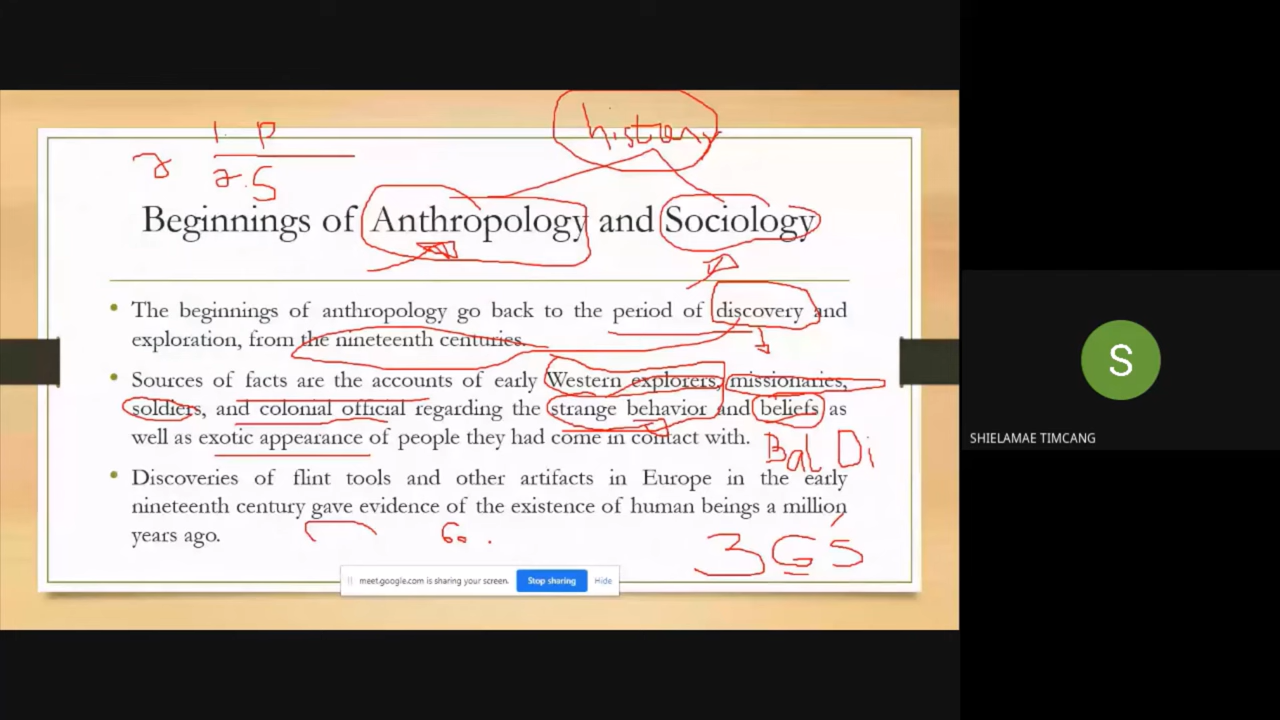 history
1. P
2. S
Beginnings of Anthropology and Sociology
The beginnings of anthropology go back to the period of discovery and
exploration, from the nineteenth centuries.
Sources of facts are the accounts of early Western explorers, missionaries,
soldiers, and colonial official regarding the strange behavior and beliefs as
well as exotic appearance of people they had come in contact with.
Bal Di
Discoveries of flint tools and other artifacts in Europe in the early
nineteenth century gave evidence of the existence of human beings a million
years ago.
3 G's
meet.google.com is sharing your screen. Stop sharing Hide
S
SHIELAMAE TIMCANG